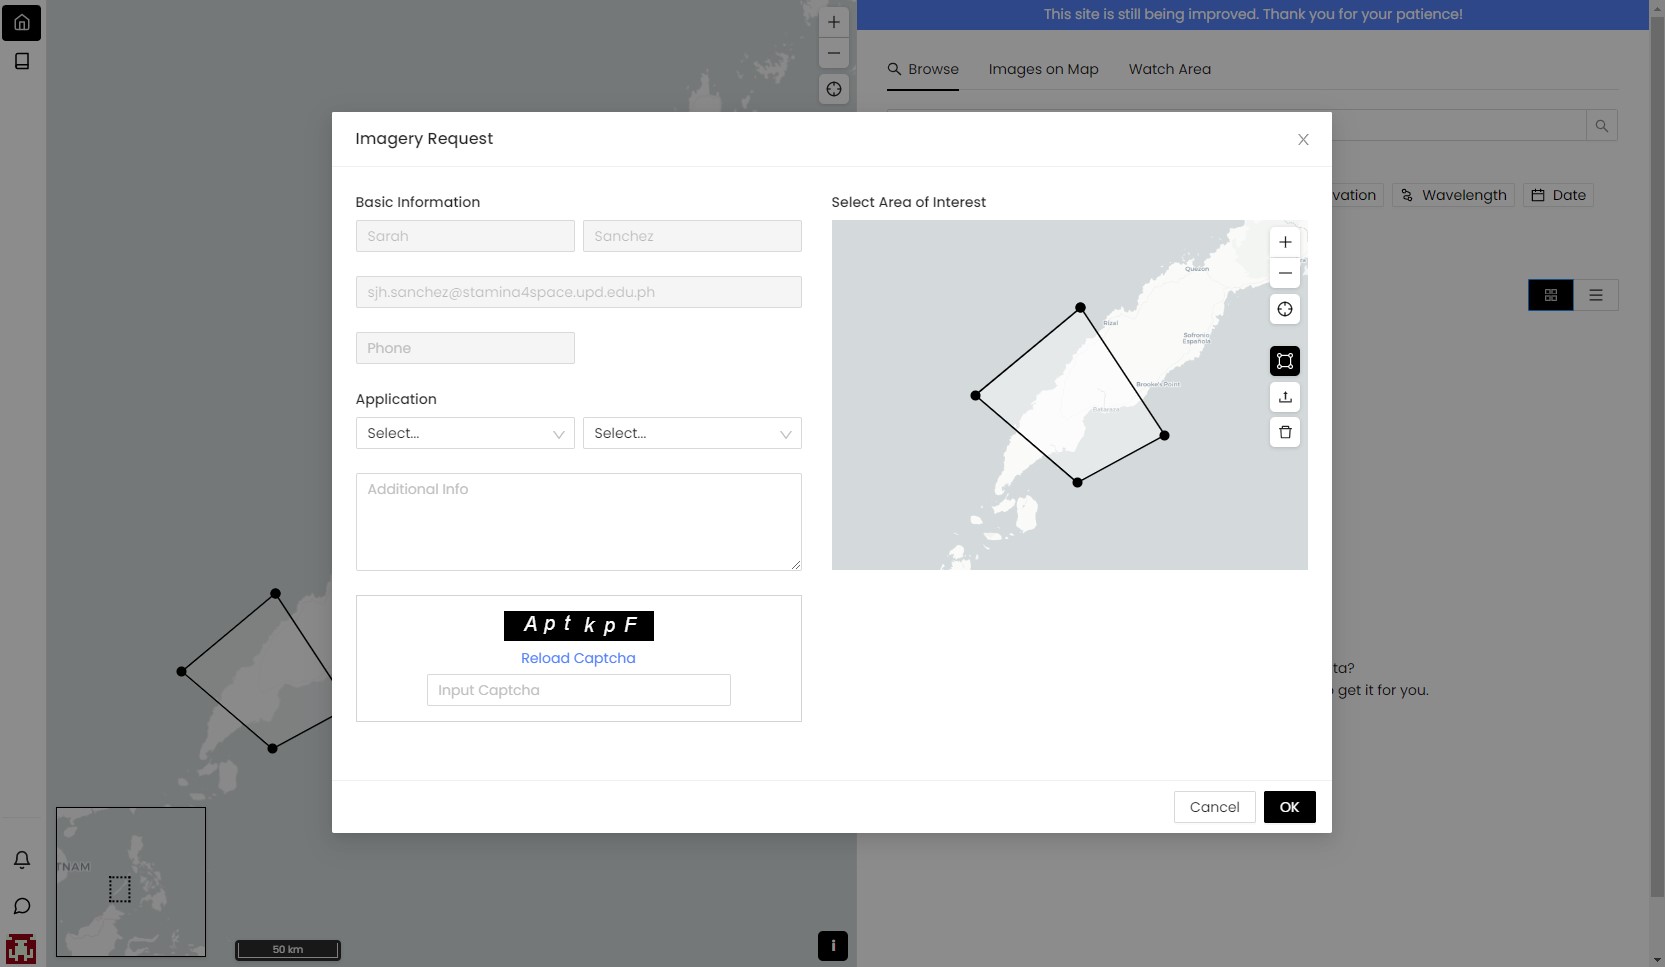 This site is still being improved. Thank you for your patience!
Browse
Images on Map
Watch Area
vation
Wavelength
Date
Imagery Request
X
Basic Information
Sarah
Sanchez
sjh.sanchez@stamina4space.upd.edu.ph
Phone
Application
Select...
Select...
Additional Info
A p t k p F
Reload Captcha
Input Captcha
Select Area of Interest
Quezon
Rizal
Sofronio
Española
Brooke's Point
Bataraza
ta?
get it for you.
Cancel
OK
TNAM
50 km
i